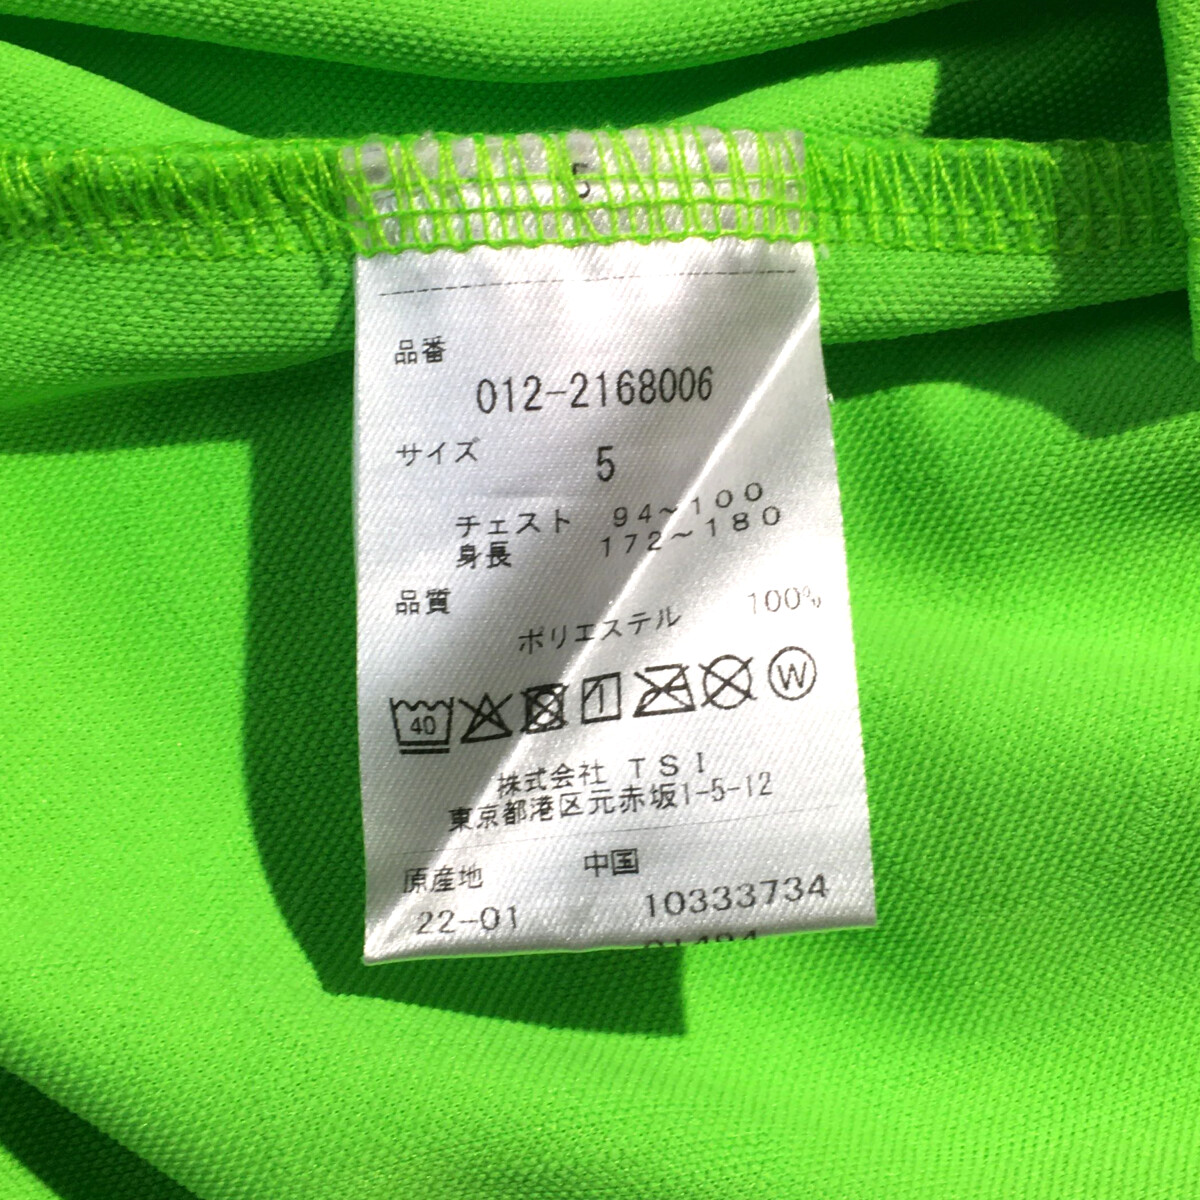 5
品番
012-2168006
サイズ
5
チェスト 94~100
身長 172~180
品質
ポリエステル 100%
40
W
株式会社 TSI
東京都港区元赤坂1-5-12
原産地 中国
22-01 10333734